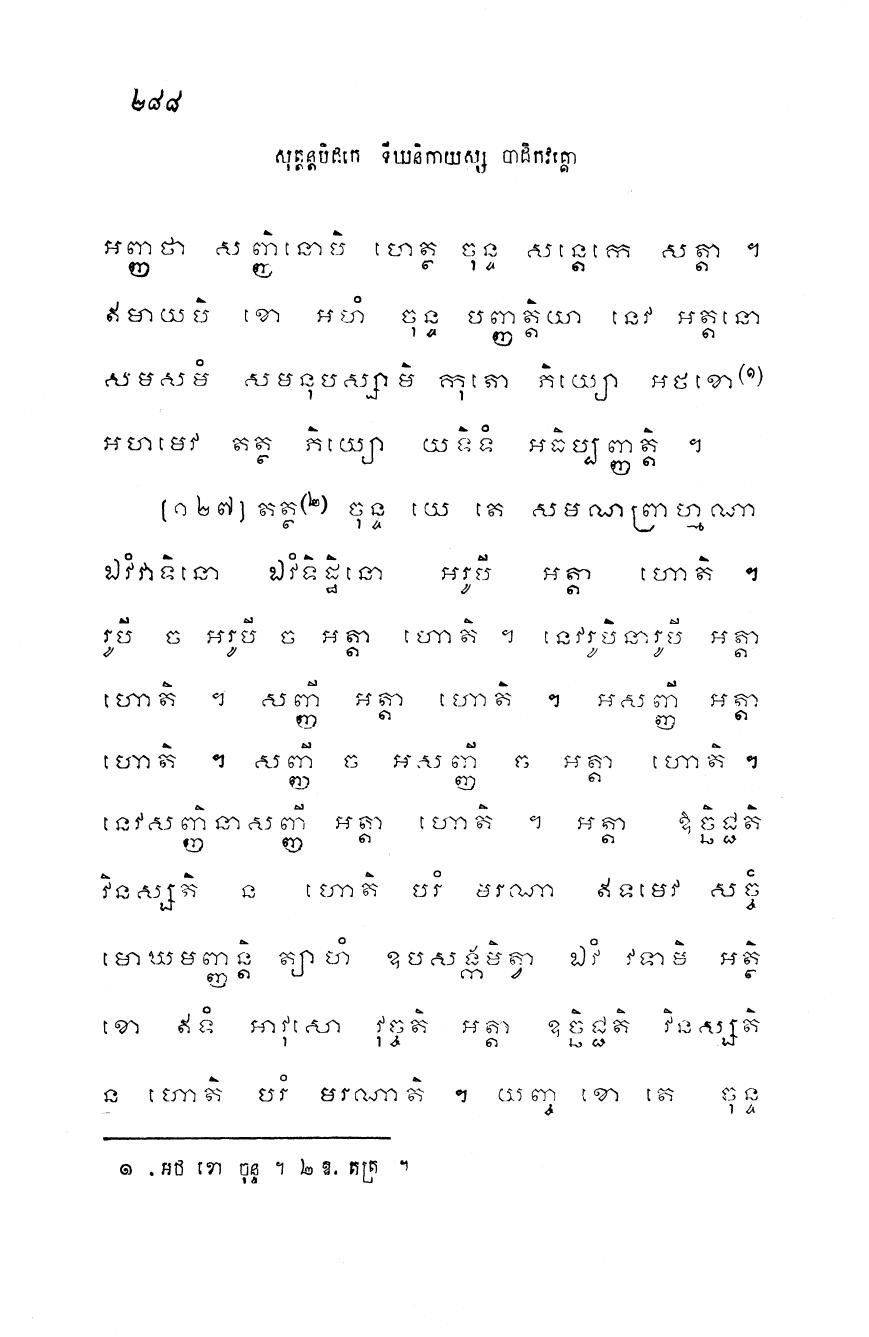 ២៨៨
សុត្តន្តបិដកេ ទីឃនិកាយស្ស បាដិកវគ្គោ
អញ្ញថា សញ្ញិនោបិ ហេត្ថ ចុន្ទ សន្តេកេ សត្តា ។
ឥមាយបិ ខោ អហំ ចុន្ទ បញ្ញត្តិយា នេវ អត្តនោ
សមសមំ សមនុបស្សាមិ កុតោ ភិយ្យោ អថខោ(១)
អហមេវ តត្ថ ភិយ្យោ យទិទំ អធិប្បញ្ញត្តិ ។
[១២៧] តត្ថ(២) ចុន្ទ យេ តេ សមណព្រាហ្មណា
ឯវំវាទិនោ ឯវំទិដ្ឋិនោ អរូបី អត្តា ហោតិ ។
រូបី ច អរូបី ច អត្តា ហោតិ ។ នេវរូបិនារូបី អត្តា
ហោតិ ។ សញ្ញី អត្តា ហោតិ ។ អសញ្ញី អត្តា
ហោតិ ។ សញ្ញី ច អសញ្ញី ច អត្តា ហោតិ ។
នេវសញ្ញិនាសញ្ញី អត្តា ហោតិ ។ អត្តា ឧច្ឆិជ្ជតិ
វិនស្សតិ ន ហោតិ បរំ មរណា ឥទមេវ សច្ចំ
មោឃមញ្ញន្តិ ត្យាហំ ឧបសង្កមិត្វា ឯវំ វទាមិ អត្ថិ
ខោ ឥទំ អាវុសោ វុច្ចតិ អត្តា ឧច្ឆិជ្ជតិ វិនស្សតិ
ន ហោតិ បរំ មរណាតិ ។ យញ្ច ខោ តេ ចុន្ទ
១ .អថ ខោ ចុន្ទ ។ ២ ឧ. តត្រ ។